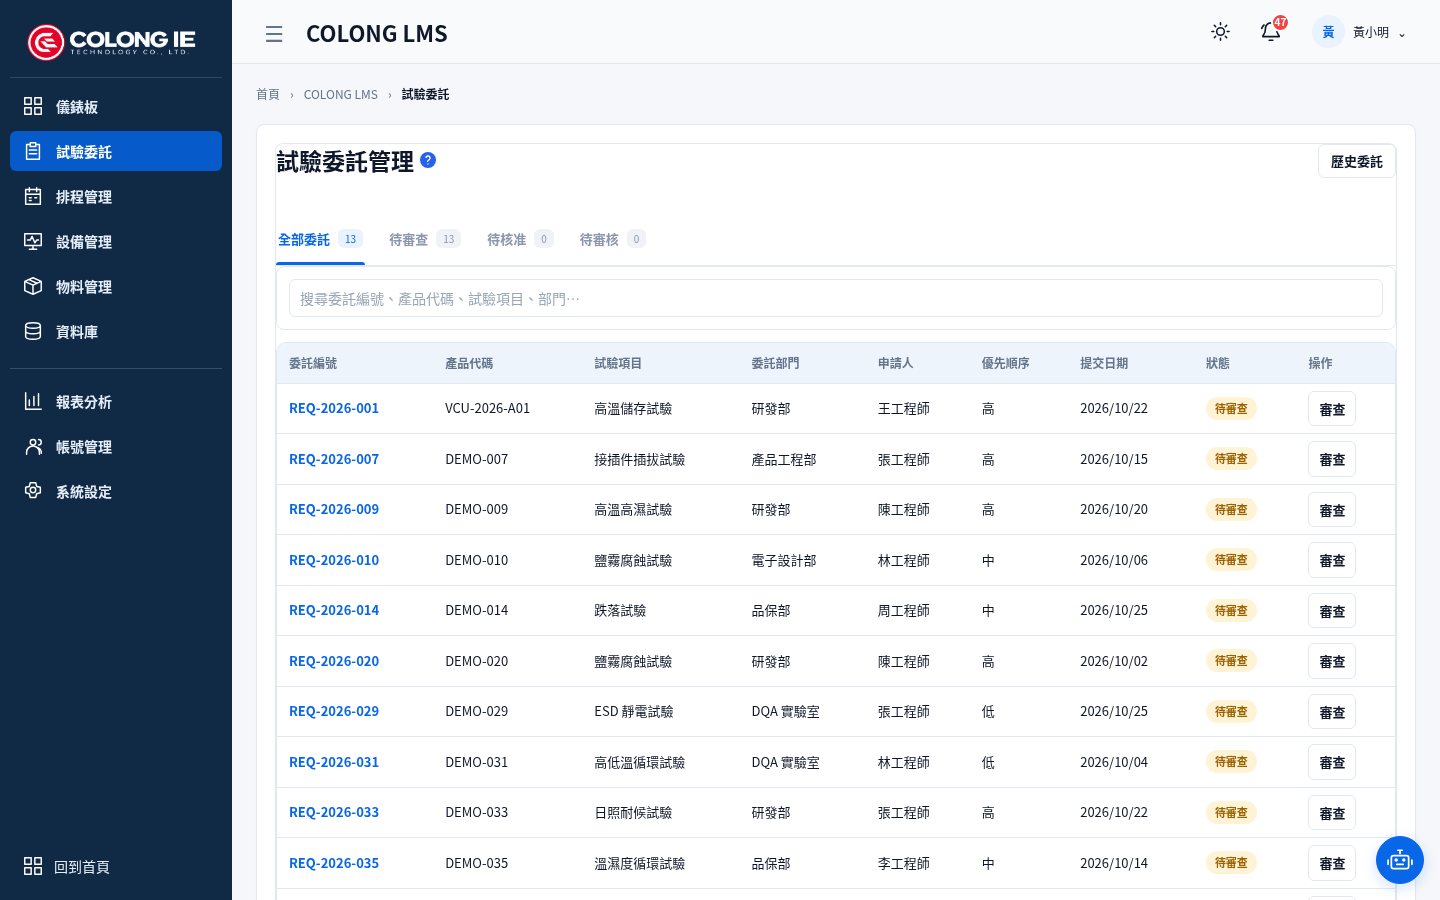 COLONG IE
TECHNOLOGY CO., LTD.
儀錶板
試驗委託
排程管理
設備管理
物料管理
資料庫
報表分析
帳號管理
系統設定
回到首頁
COLONG LMS
47
黃 黃小明
首頁 › COLONG LMS › 試驗委託
試驗委託管理 ?
歷史委託
全部委託 13 待審查 13 待核准 0 待審核 0
搜尋委託編號、產品代碼、試驗項目、部門…
委託編號 產品代碼 試驗項目 委託部門 申請人 優先順序 提交日期 狀態 操作
REQ-2026-001 VCU-2026-A01 高溫儲存試驗 研發部 王工程師 高 2026/10/22 待審查 審查
REQ-2026-007 DEMO-007 接插件插拔試驗 產品工程部 張工程師 高 2026/10/15 待審查 審查
REQ-2026-009 DEMO-009 高溫高濕試驗 研發部 陳工程師 高 2026/10/20 待審查 審查
REQ-2026-010 DEMO-010 鹽霧腐蝕試驗 電子設計部 林工程師 中 2026/10/06 待審查 審查
REQ-2026-014 DEMO-014 跌落試驗 品保部 周工程師 中 2026/10/25 待審查 審查
REQ-2026-020 DEMO-020 鹽霧腐蝕試驗 研發部 陳工程師 高 2026/10/02 待審查 審查
REQ-2026-029 DEMO-029 ESD 靜電試驗 DQA 實驗室 張工程師 低 2026/10/25 待審查 審查
REQ-2026-031 DEMO-031 高低溫循環試驗 DQA 實驗室 林工程師 低 2026/10/04 待審查 審查
REQ-2026-033 DEMO-033 日照耐候試驗 研發部 張工程師 高 2026/10/22 待審查 審查
REQ-2026-035 DEMO-035 溫濕度循環試驗 品保部 李工程師 中 2026/10/14 待審查 審查